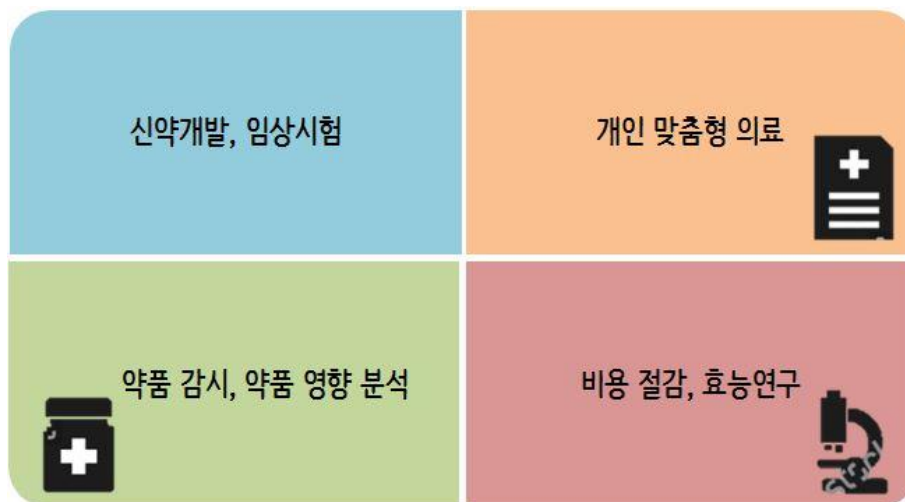 신약개발, 임상시험
개인 맞춤형 의료
약품 감시, 약품 영향 분석
비용 절감, 효능연구